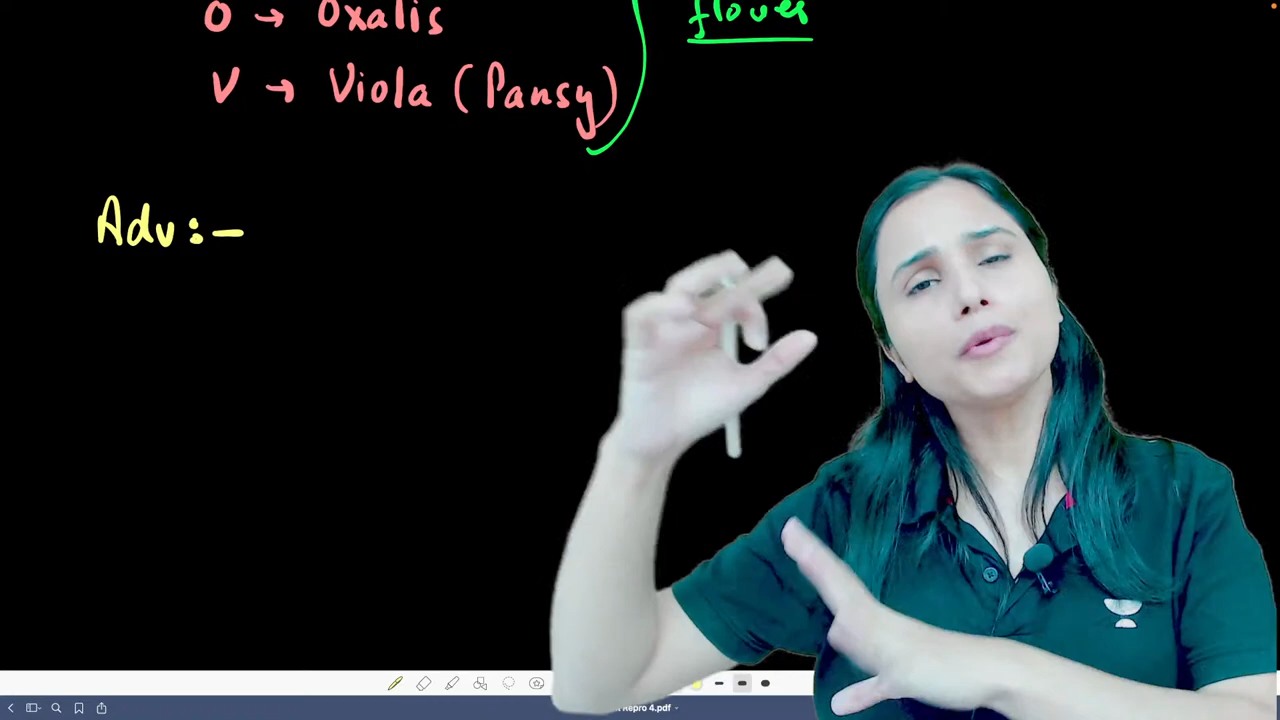 O → Oxalis
flower
V → Viola (Pansy)
Adv :-
Repro 4.pdf